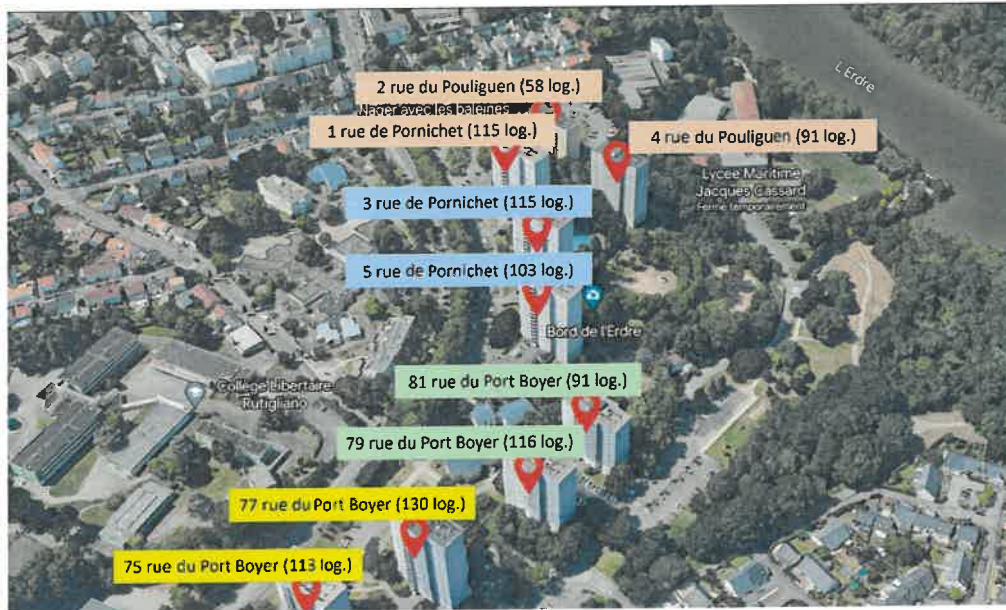 L'Erdre
2 rue du Pouliguen (58 log.)
Nager avec les baleines
1 rue de Pornichet (115 log.)
4 rue du Pouliguen (91 log.)
Lycée Maritime
Jacques Cassard
Fermé temporairement
3 rue de Pornichet (115 log.)
5 rue de Pornichet (103 log.)
Bord de l'Erdre
81 rue du Port Boyer (91 log.)
Collège Libertaire
Rutigliano
79 rue du Port Boyer (116 log.)
77 rue du Port Boyer (130 log.)
75 rue du Port Boyer (113 log.)